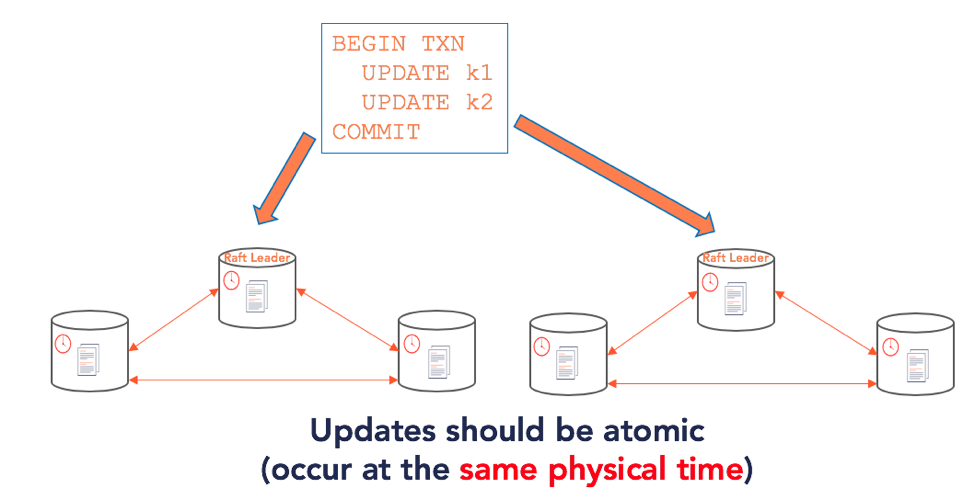 BEGIN TXN
UPDATE k1
UPDATE k2
COMMIT
Raft Leader
Raft Leader
Updates should be atomic
(occur at the same physical time)